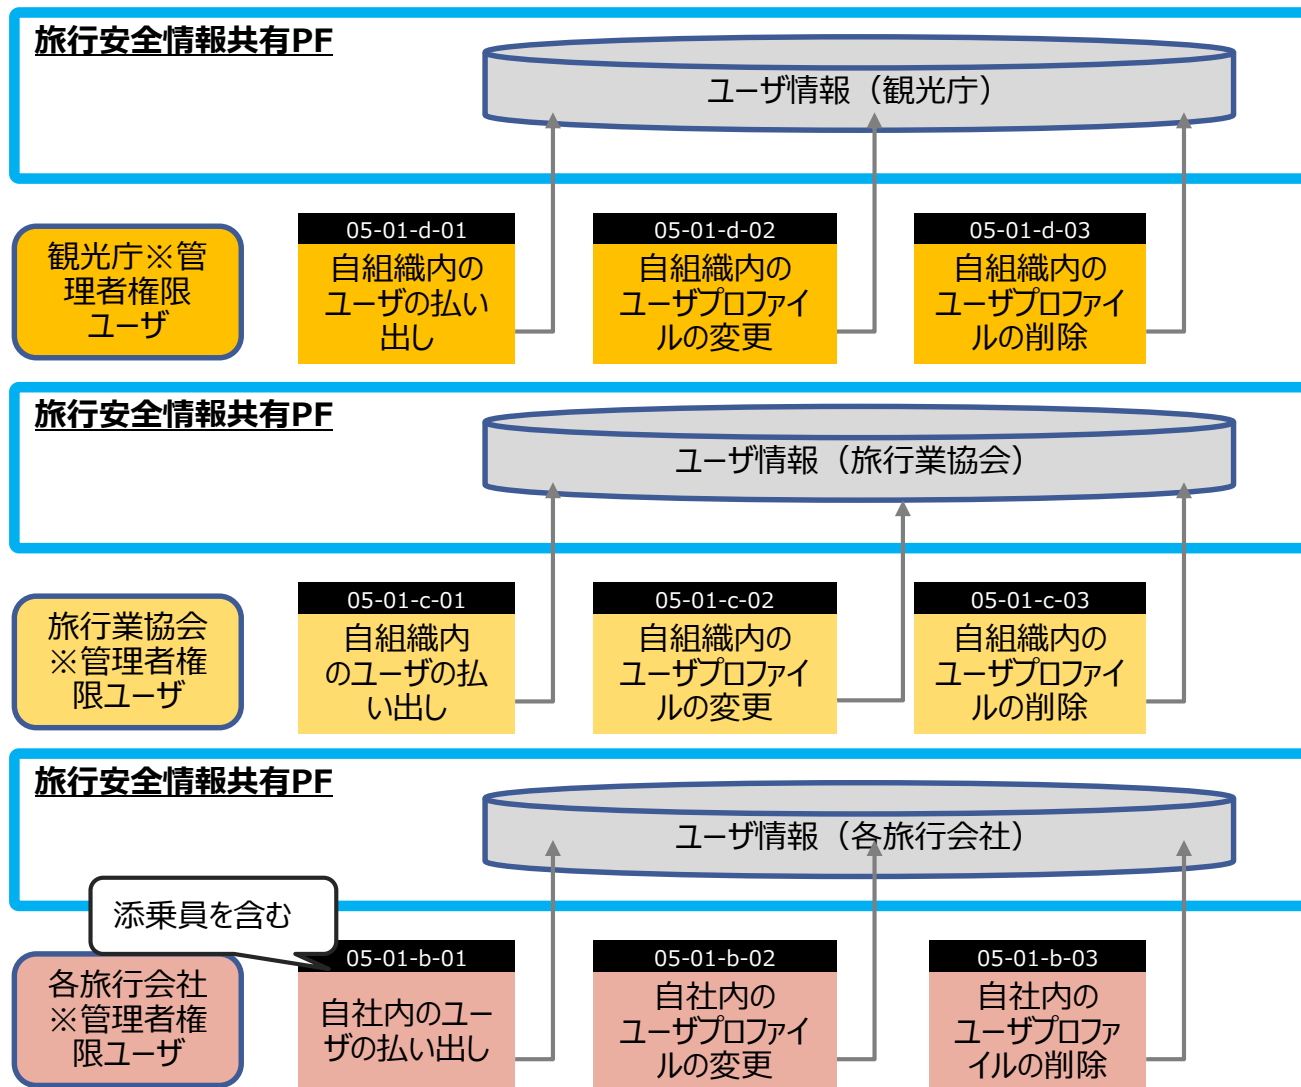 旅行安全情報共有PF
ユーザ情報（観光庁）
観光庁※管
理者権限
ユーザ
05-01-d-01
自組織内の
ユーザの払い
出し
05-01-d-02
自組織内の
ユーザプロファイ
ルの変更
05-01-d-03
自組織内の
ユーザプロファイ
ルの削除
旅行安全情報共有PF
ユーザ情報（旅行業協会）
旅行業協会
※管理者権
限ユーザ
05-01-c-01
自組織内
のユーザの払
い出し
05-01-c-02
自組織内の
ユーザプロファイ
ルの変更
05-01-c-03
自組織内の
ユーザプロファイ
ルの削除
旅行安全情報共有PF
ユーザ情報（各旅行会社）
添乗員を含む
各旅行会社
※管理者権
限ユーザ
05-01-b-01
自社内のユー
ザの払い出し
05-01-b-02
自社内の
ユーザプロファイ
ルの変更
05-01-b-03
自社内の
ユーザプロファ
イルの削除